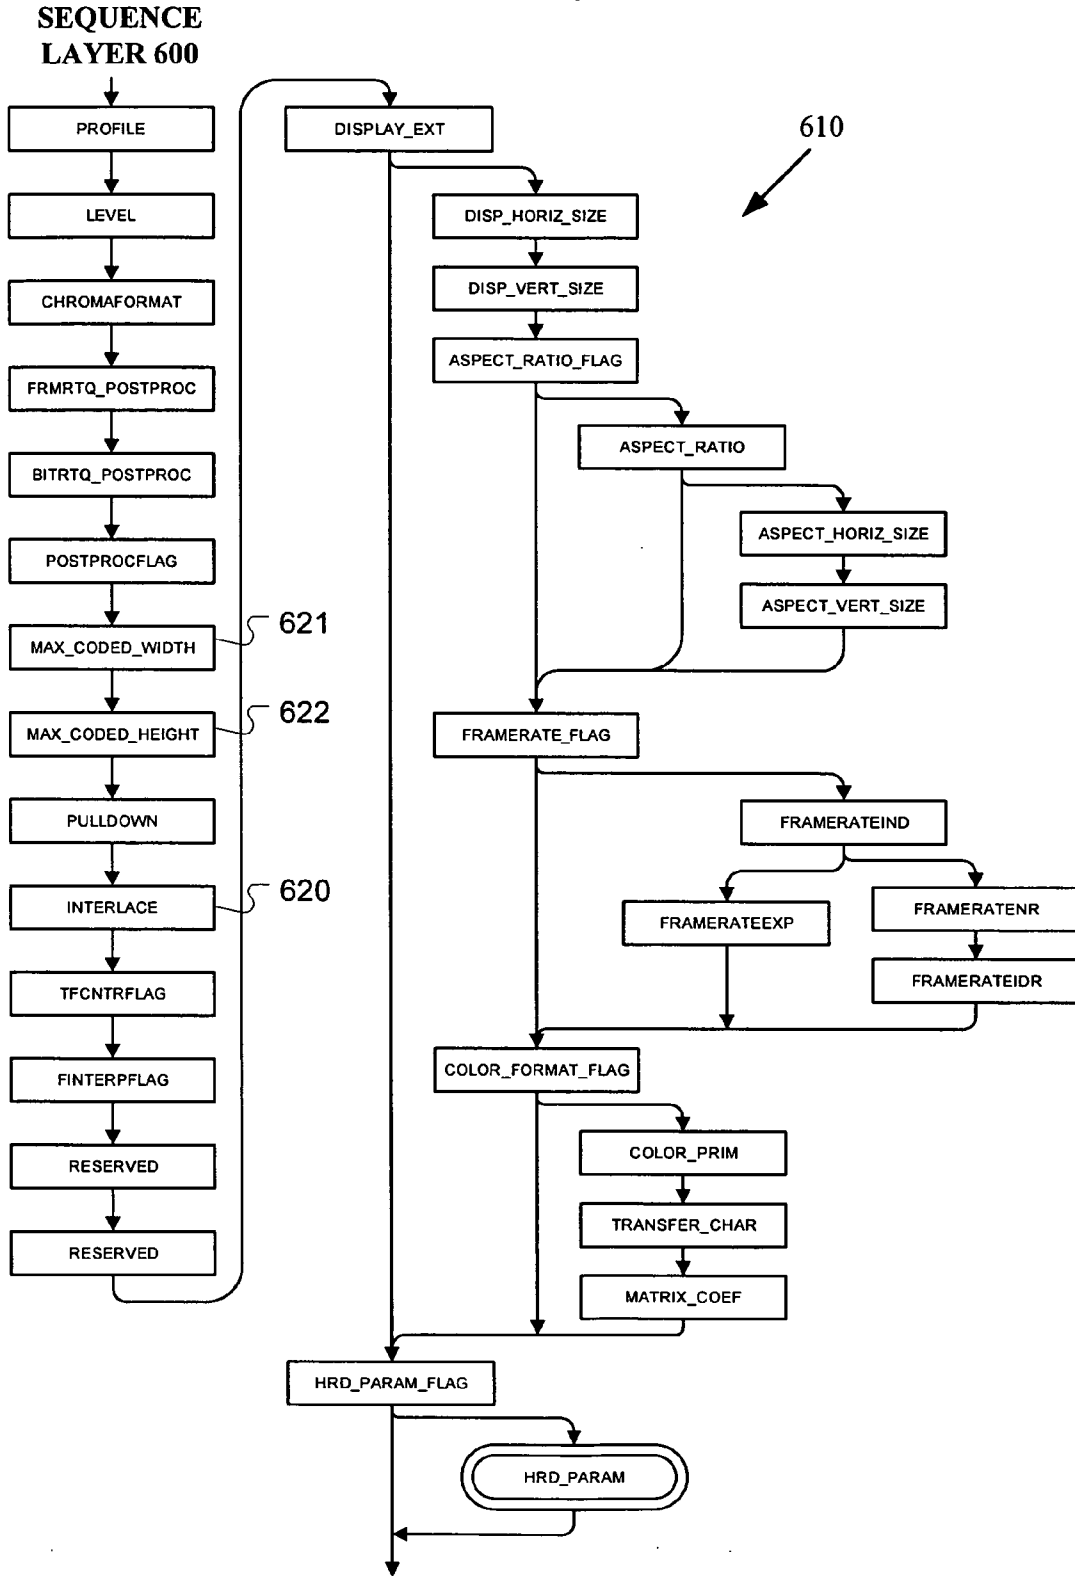 SEQUENCE
LAYER 600
PROFILE
LEVEL
CHROMAFORMAT
FRMRTQ_POSTPROC
BITRTQ_POSTPROC
POSTPROCFLAG
MAX_CODED_WIDTH
621
MAX_CODED_HEIGHT
622
PULLDOWN
INTERLACE
620
TFCNTRFLAG
FINTERPFLAG
RESERVED
RESERVED
DISPLAY_EXT
610
DISP_HORIZ_SIZE
DISP_VERT_SIZE
ASPECT_RATIO_FLAG
ASPECT_RATIO
ASPECT_HORIZ_SIZE
ASPECT_VERT_SIZE
FRAMERATE_FLAG
FRAMERATEIND
FRAMERATEEXP
FRAMERATENR
FRAMERATEIDR
COLOR_FORMAT_FLAG
COLOR_PRIM
TRANSFER_CHAR
MATRIX_COEF
HRD_PARAM_FLAG
HRD_PARAM